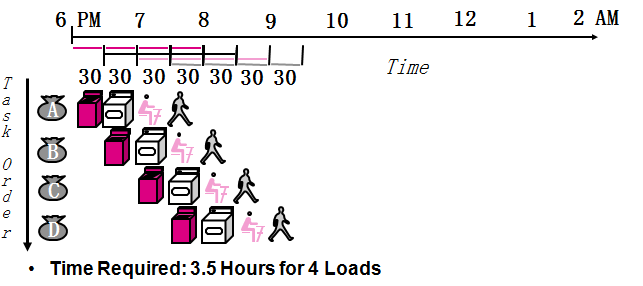 6 PM 7 8 9 10 11 12 1 2 AM
Time
30 30 30 30 30 30 30
Task Order
A
B
C
D
• Time Required: 3.5 Hours for 4 Loads